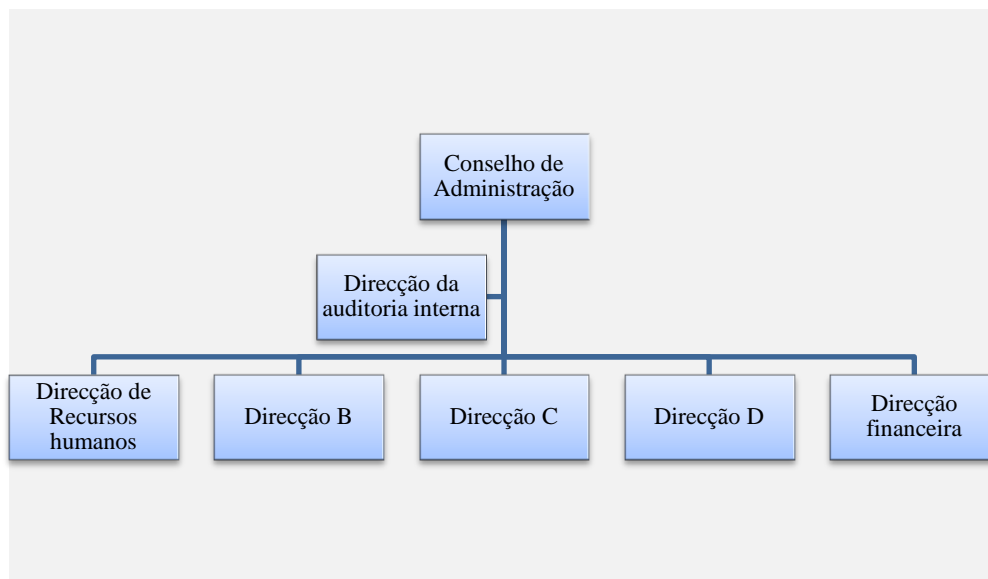 Conselho de
Administração
Direcção da
auditoria interna
Direcção de
Recursos
humanos
Direcção B
Direcção C
Direcção D
Direcção
financeira